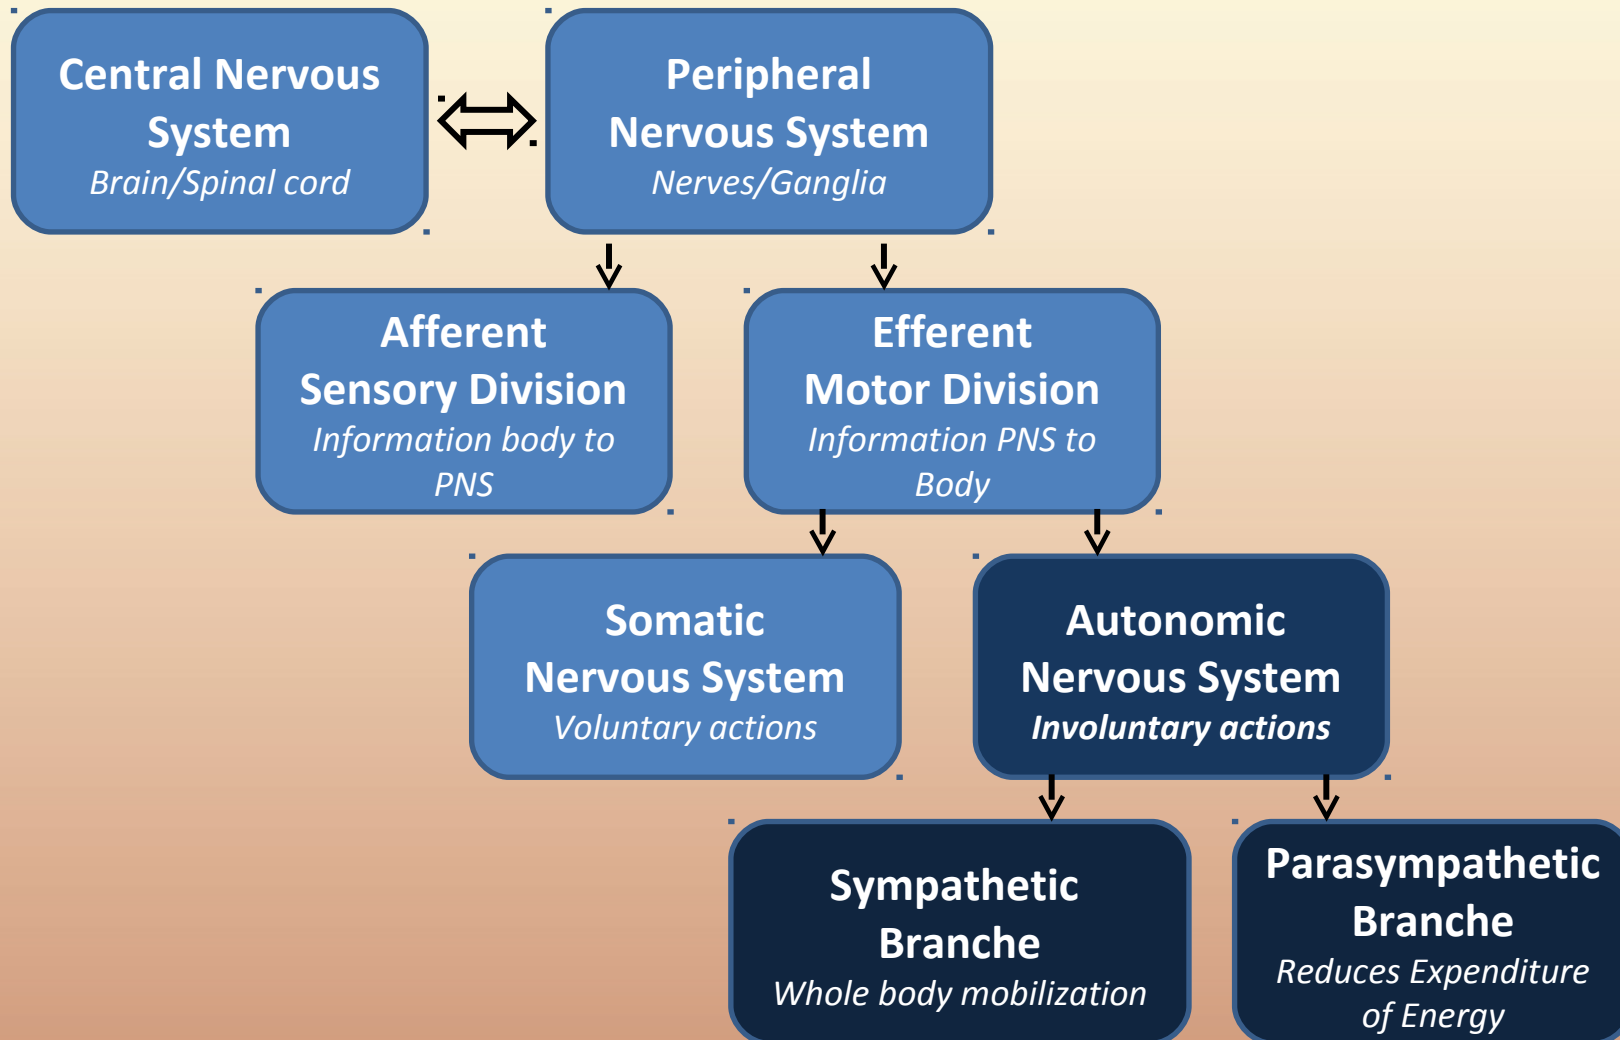 Central Nervous
System
Brain/Spinal cord
Peripheral
Nervous System
Nerves/Ganglia
Afferent
Sensory Division
Information body to
PNS
Efferent
Motor Division
Information PNS to
Body
Somatic
Nervous System
Voluntary actions
Autonomic
Nervous System
Involuntary actions
Sympathetic
Branche
Whole body mobilization
Parasympathetic
Branche
Reduces Expenditure
of Energy